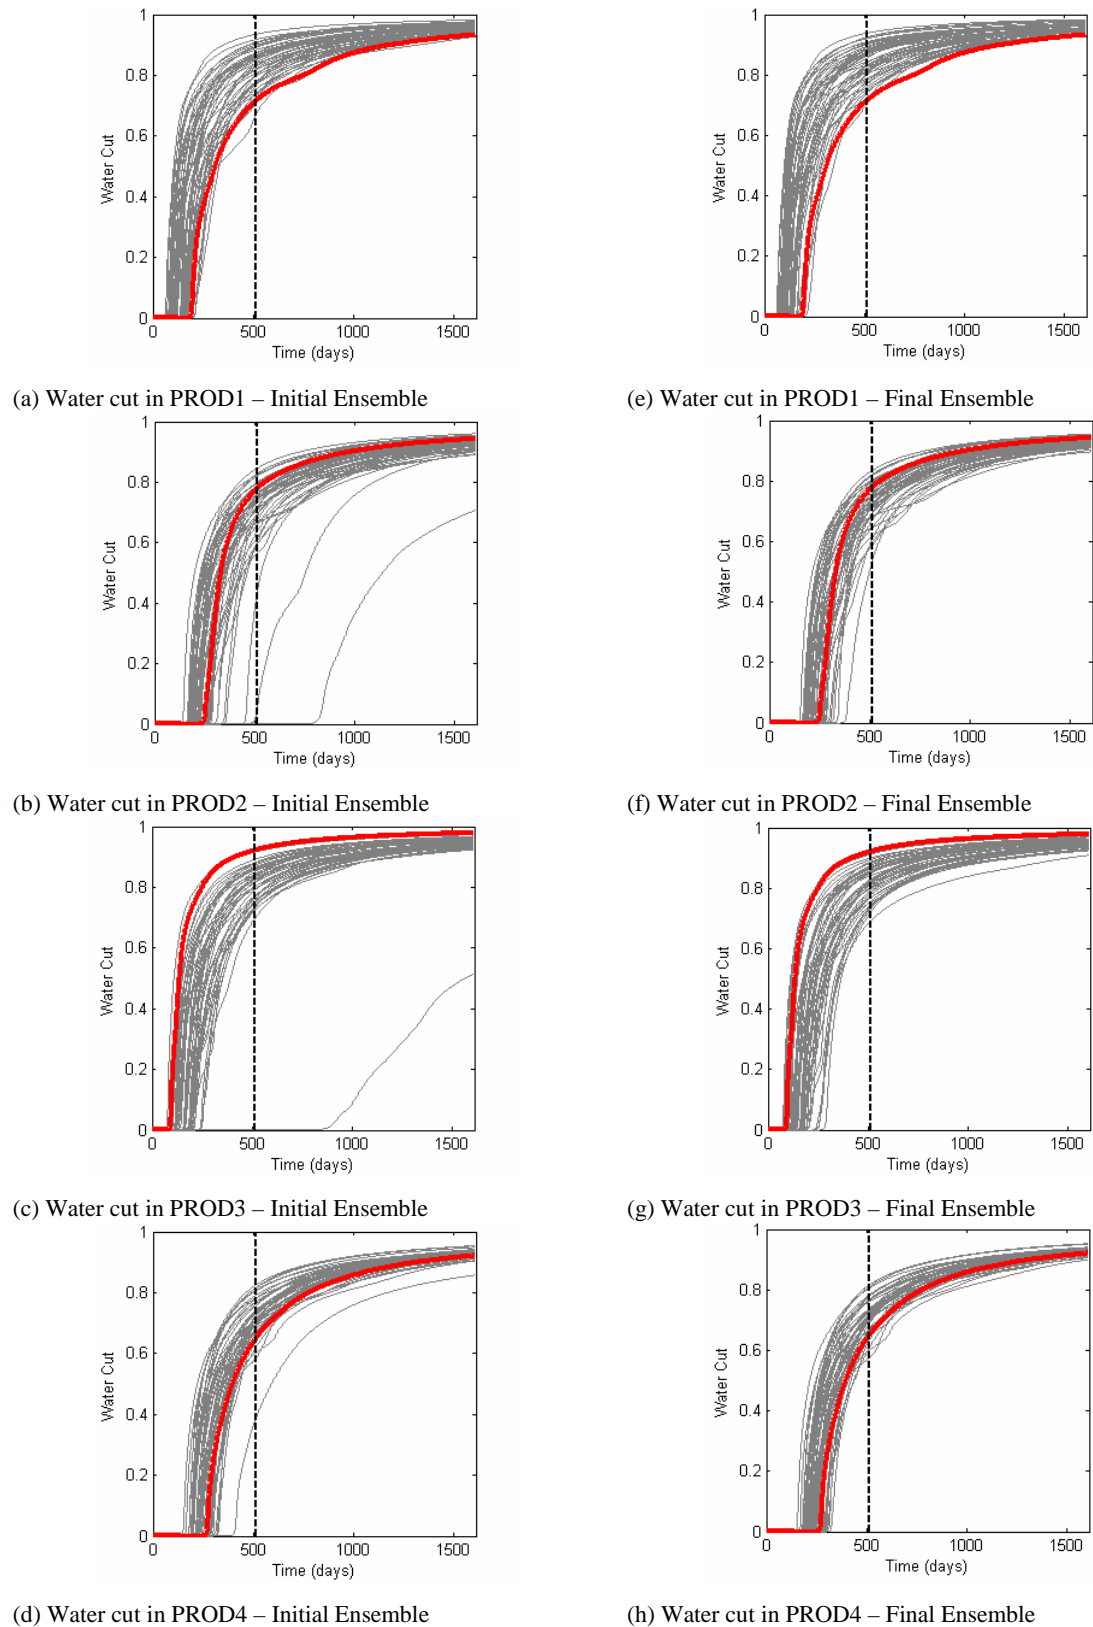 1
0.8
0.6
0.4
0.2
0
Water Cut
0 500 1000 1500
Time (days)
(a) Water cut in PROD1 – Initial Ensemble
1
0.8
0.6
0.4
0.2
0
Water Cut
0 500 1000 1500
Time (days)
(e) Water cut in PROD1 – Final Ensemble
1
0.8
0.6
0.4
0.2
0
Water Cut
0 500 1000 1500
Time (days)
(b) Water cut in PROD2 – Initial Ensemble
1
0.8
0.6
0.4
0.2
0
Water Cut
0 500 1000 1500
Time (days)
(f) Water cut in PROD2 – Final Ensemble
1
0.8
0.6
0.4
0.2
0
Water Cut
0 500 1000 1500
Time (days)
(c) Water cut in PROD3 – Initial Ensemble
1
0.8
0.6
0.4
0.2
0
Water Cut
0 500 1000 1500
Time (days)
(g) Water cut in PROD3 – Final Ensemble
1
0.8
0.6
0.4
0.2
0
Water Cut
0 500 1000 1500
Time (days)
(d) Water cut in PROD4 – Initial Ensemble
1
0.8
0.6
0.4
0.2
0
Water Cut
0 500 1000 1500
Time (days)
(h) Water cut in PROD4 – Final Ensemble